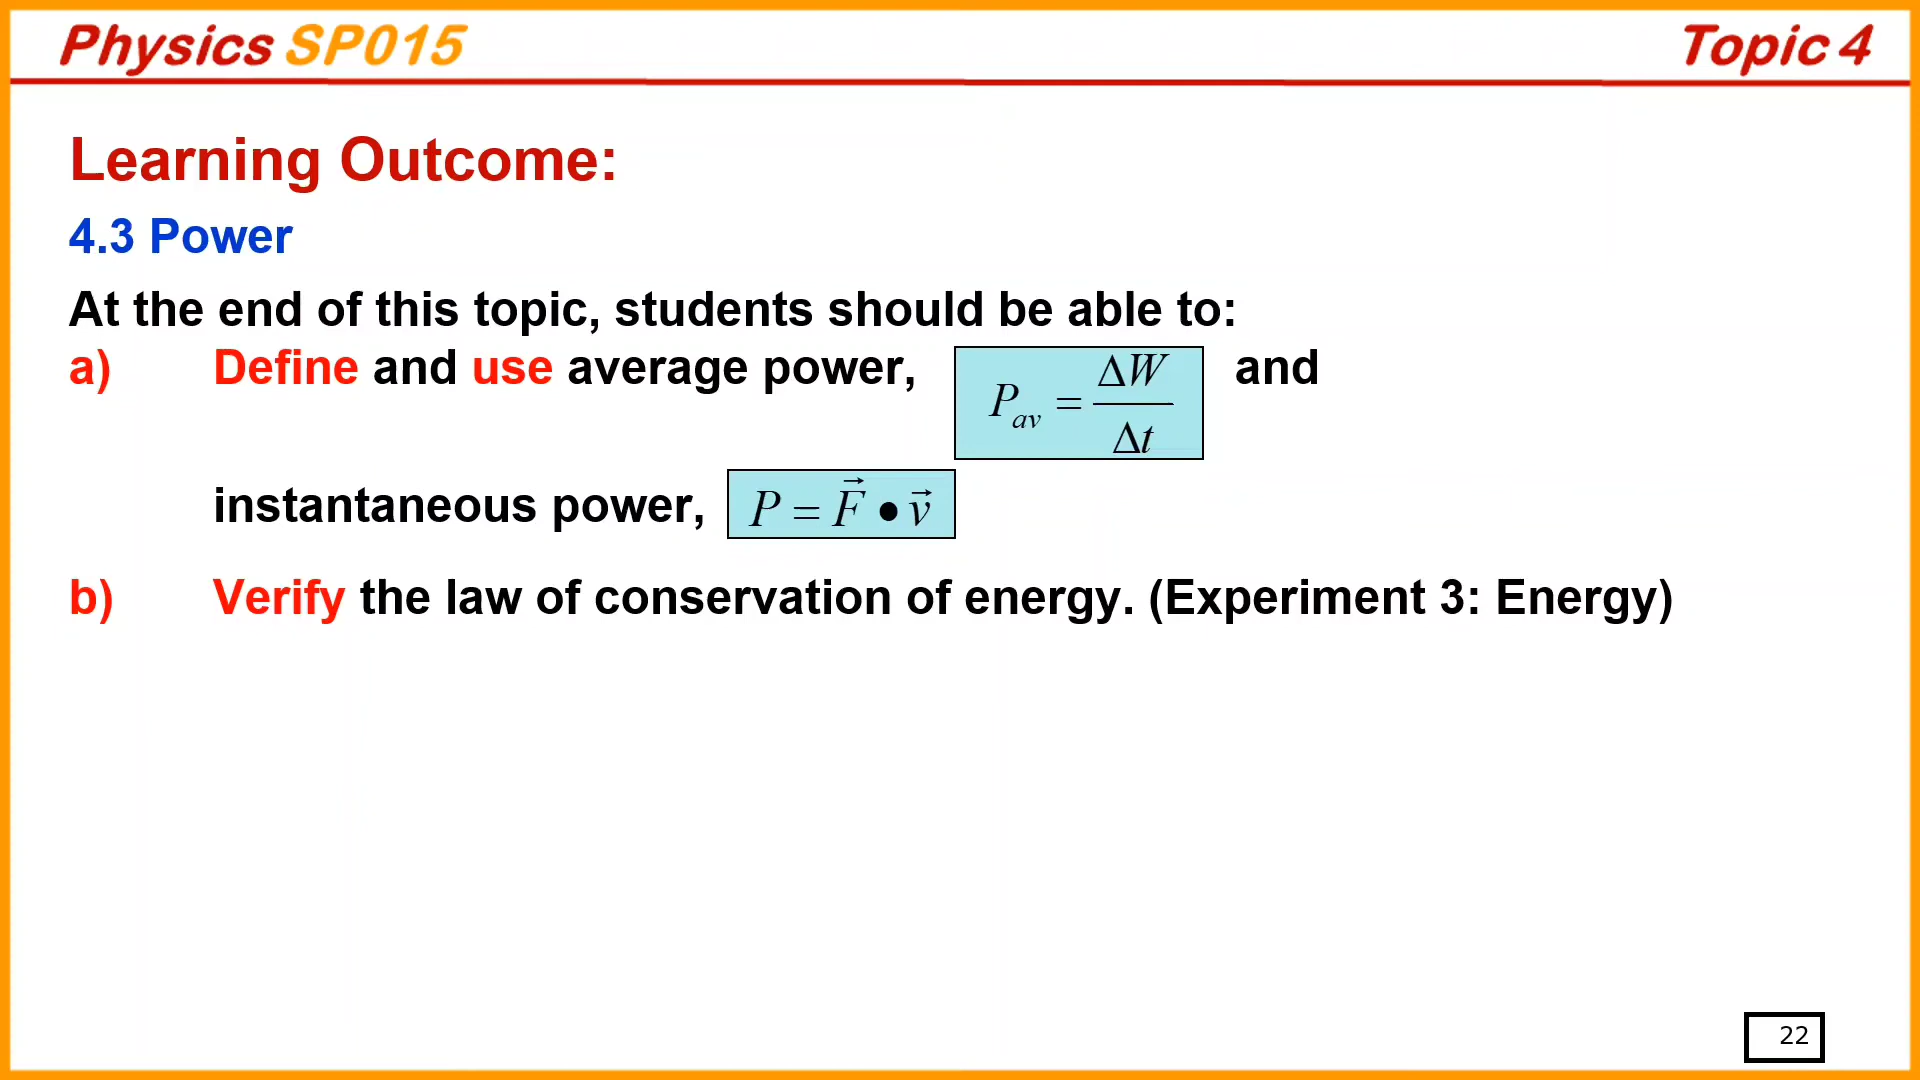 Physics SP015 Topic 4
Learning Outcome:
4.3 Power
At the end of this topic, students should be able to:
a) Define and use average power, P_av = ΔW/Δt and
instantaneous power, P = F⃗ • v⃗
b) Verify the law of conservation of energy. (Experiment 3: Energy)
22